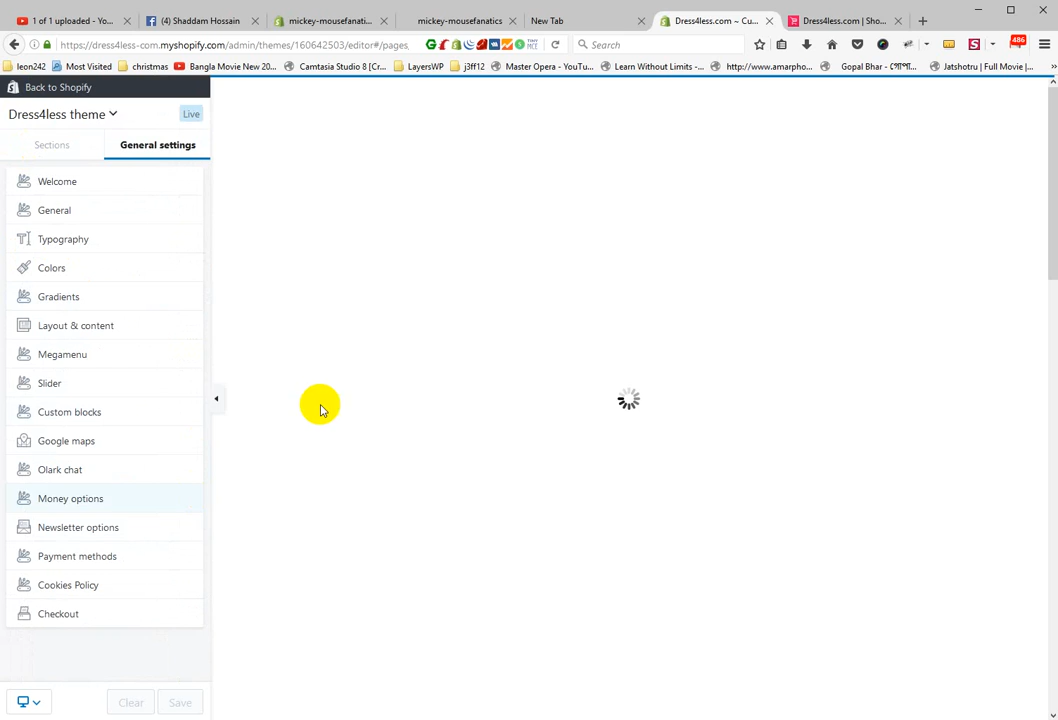 1 of 1 uploaded - Yo...
(4) Shaddam Hossain
mickey-mousefanati...
mickey-mousefanatics
New Tab
Dress4less.com ~ Cu...
Dress4less.com | Sho...
https://dress4less-com.myshopify.com/admin/themes/160642503/editor#/pages,
Search
486
leon242
Most Visited
christmas
Bangla Movie New 20...
Camtasia Studio 8 [Cr...
LayersWP
j3ff12
Master Opera - YouTu...
Learn Without Limits -...
http://www.amarpho...
Jatshotru | Full Movie |...
Back to Shopify
Dress4less theme
Live
Sections
General settings
Welcome
General
Typography
Colors
Gradients
Layout & content
Megamenu
Slider
Custom blocks
Google maps
Olark chat
Money options
Newsletter options
Payment methods
Cookies Policy
Checkout
Clear
Save